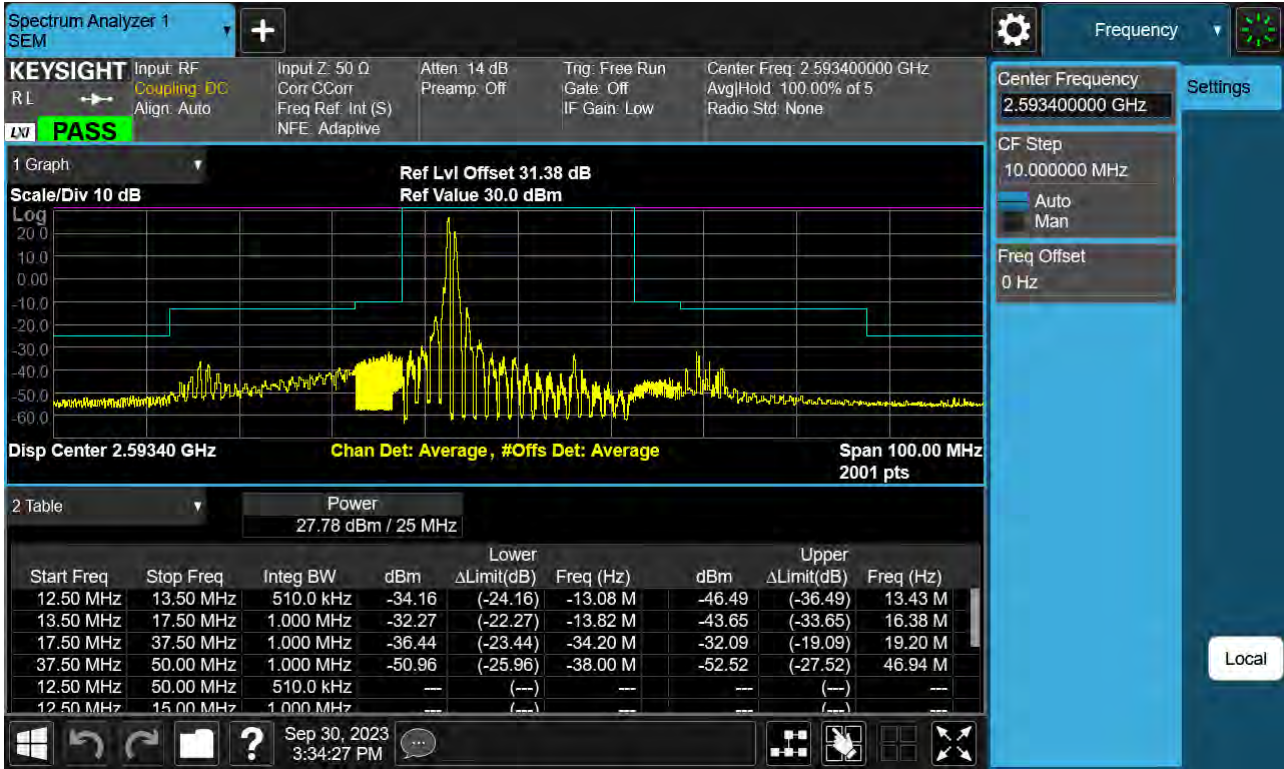 Spectrum Analyzer 1
SEM
+
Frequency
KEYSIGHT
RL
LXI
PASS
Input: RF
Coupling: DC
Align: Auto
Input Z: 50 Ω
Corr CCorr
Freq Ref: Int (S)
NFE: Adaptive
Atten: 14 dB
Preamp: Off
Trig: Free Run
Gate: Off
IF Gain: Low
Center Freq: 2.593400000 GHz
Avg|Hold: 100.00% of 5
Radio Std: None
Center Frequency
2.593400000 GHz
Settings
CF Step
10.000000 MHz
Auto
Man
Freq Offset
0 Hz
1 Graph
Scale/Div 10 dB
Ref Lvl Offset 31.38 dB
Ref Value 30.0 dBm
Log
20.0
10.0
0.00
-10.0
-20.0
-30.0
-40.0
-50.0
-60.0
Disp Center 2.59340 GHz
Chan Det: Average, #Offs Det: Average
Span 100.00 MHz
2001 pts
2 Table
Power
27.78 dBm / 25 MHz
Lower Upper
Start Freq Stop Freq Integ BW dBm ΔLimit(dB) Freq (Hz) dBm ΔLimit(dB) Freq (Hz)
12.50 MHz 13.50 MHz 510.0 kHz -34.16 (-24.16) -13.08 M -46.49 (-36.49) 13.43 M
13.50 MHz 17.50 MHz 1.000 MHz -32.27 (-22.27) -13.82 M -43.65 (-33.65) 16.38 M
17.50 MHz 37.50 MHz 1.000 MHz -36.44 (-23.44) -34.20 M -32.09 (-19.09) 19.20 M
37.50 MHz 50.00 MHz 1.000 MHz -50.96 (-25.96) -38.00 M -52.52 (-27.52) 46.94 M
12.50 MHz 50.00 MHz 510.0 kHz --- (---) --- --- (---) ---
12.50 MHz 15.00 MHz 1.000 MHz --- (---) --- --- (---) ---
Local
?
Sep 30, 2023
3:34:27 PM